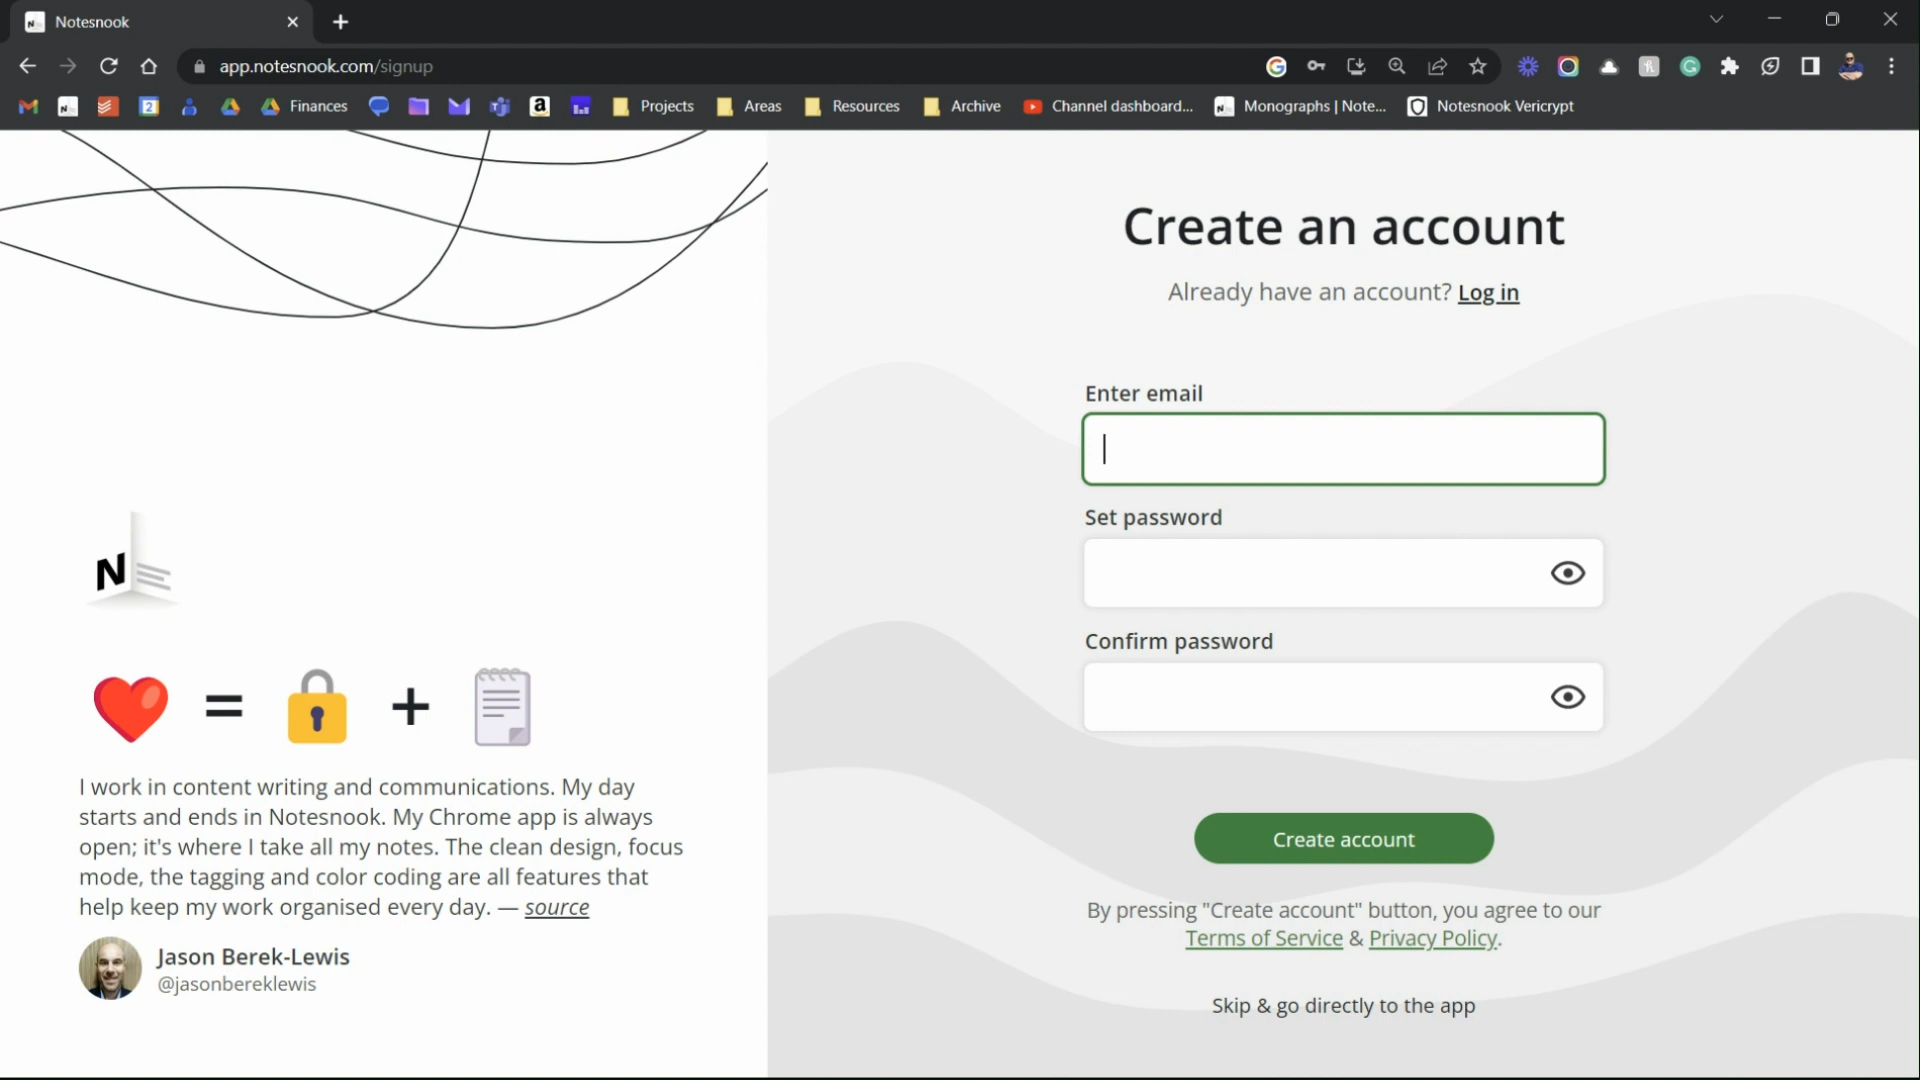 Notesnook
app.notesnook.com/signup
Finances
Projects
Areas
Resources
Archive
Channel dashboard...
Monographs | Note...
Notesnook Vericrypt
Create an account
Already have an account? Log in
Enter email
Set password
Confirm password
Create account
By pressing "Create account" button, you agree to our
Terms of Service & Privacy Policy.
Skip & go directly to the app
N
= +
I work in content writing and communications. My day
starts and ends in Notesnook. My Chrome app is always
open; it's where I take all my notes. The clean design, focus
mode, the tagging and color coding are all features that
help keep my work organised every day. — source
Jason Berek-Lewis
@jasonbereklewis